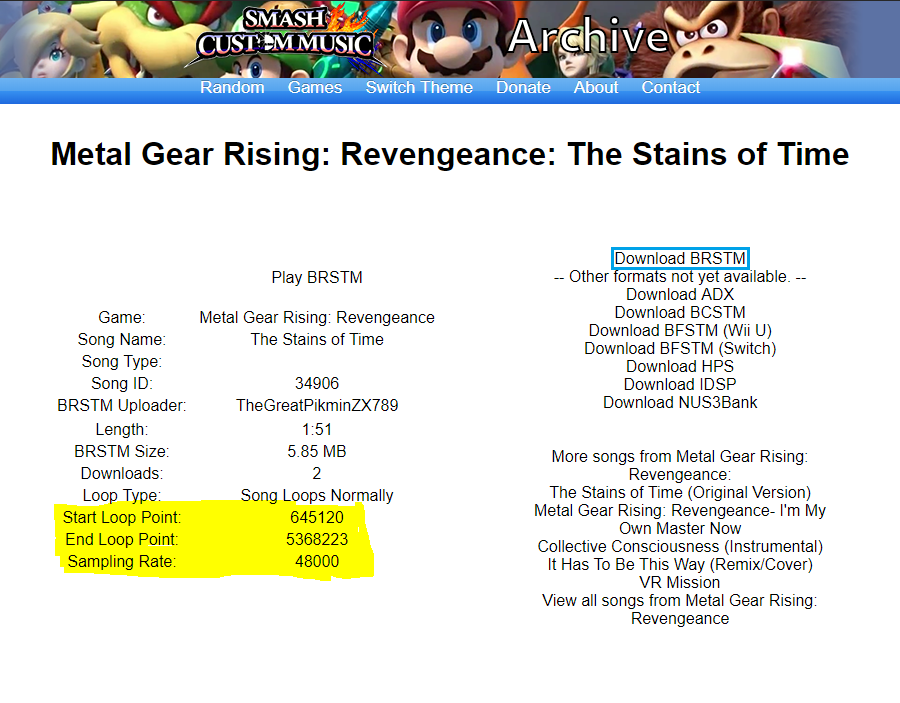 SMASH
CUSTOM MUSIC
Archive
Random Games Switch Theme Donate About Contact
Metal Gear Rising: Revengeance: The Stains of Time
Play BRSTM
Game: Metal Gear Rising: Revengeance
Song Name: The Stains of Time
Song Type:
Song ID: 34906
BRSTM Uploader: TheGreatPikminZX789
Length: 1:51
BRSTM Size: 5.85 MB
Downloads: 2
Loop Type: Song Loops Normally
Start Loop Point: 645120
End Loop Point: 5368223
Sampling Rate: 48000
Download BRSTM
-- Other formats not yet available. --
Download ADX
Download BCSTM
Download BFSTM (Wii U)
Download BFSTM (Switch)
Download HPS
Download IDSP
Download NUS3Bank
More songs from Metal Gear Rising:
Revengeance:
The Stains of Time (Original Version)
Metal Gear Rising: Revengeance- I'm My
Own Master Now
Collective Consciousness (Instrumental)
It Has To Be This Way (Remix/Cover)
VR Mission
View all songs from Metal Gear Rising:
Revengeance